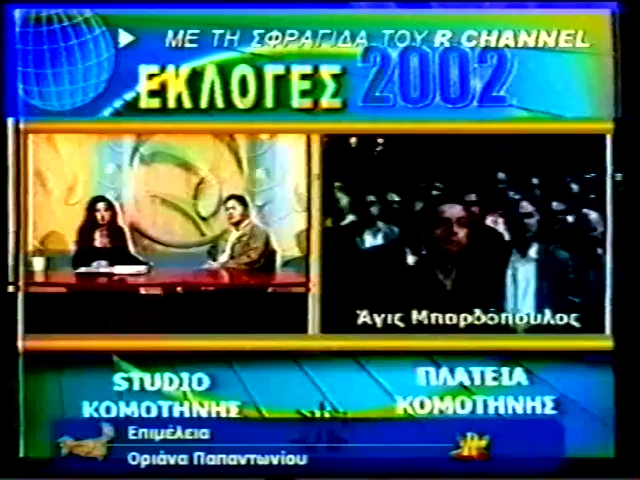 ΜΕ ΤΗ ΣΦΡΑΓΙΔΑ ΤΟΥ R CHANNEL
ΕΚΛΟΓΕΣ 2002
Άγις Μπαρδόπουλος
STUDIO
ΚΟΜΟΤΗΝΗΣ
ΠΛΑΤΕΙΑ
ΚΟΜΟΤΗΝΗΣ
Επιμέλεια
Οριάνα Παπαντωνίου